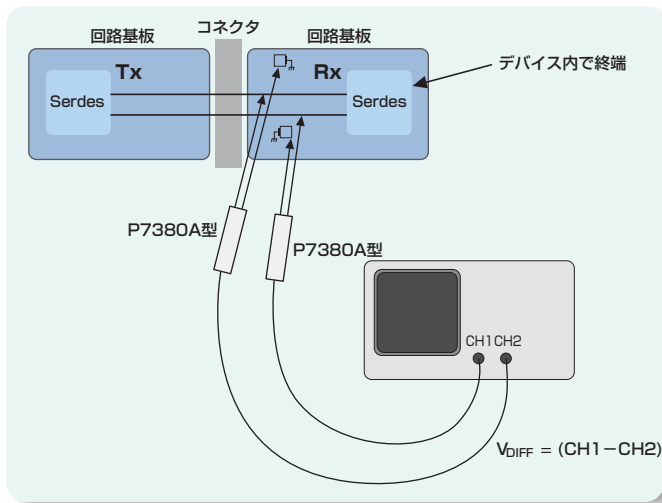 コネクタ
回路基板
回路基板
Tx
Rx
デバイス内で終端
Serdes
Serdes
P7380A型
P7380A型
CH1 CH2
VDIFF = (CH1−CH2)